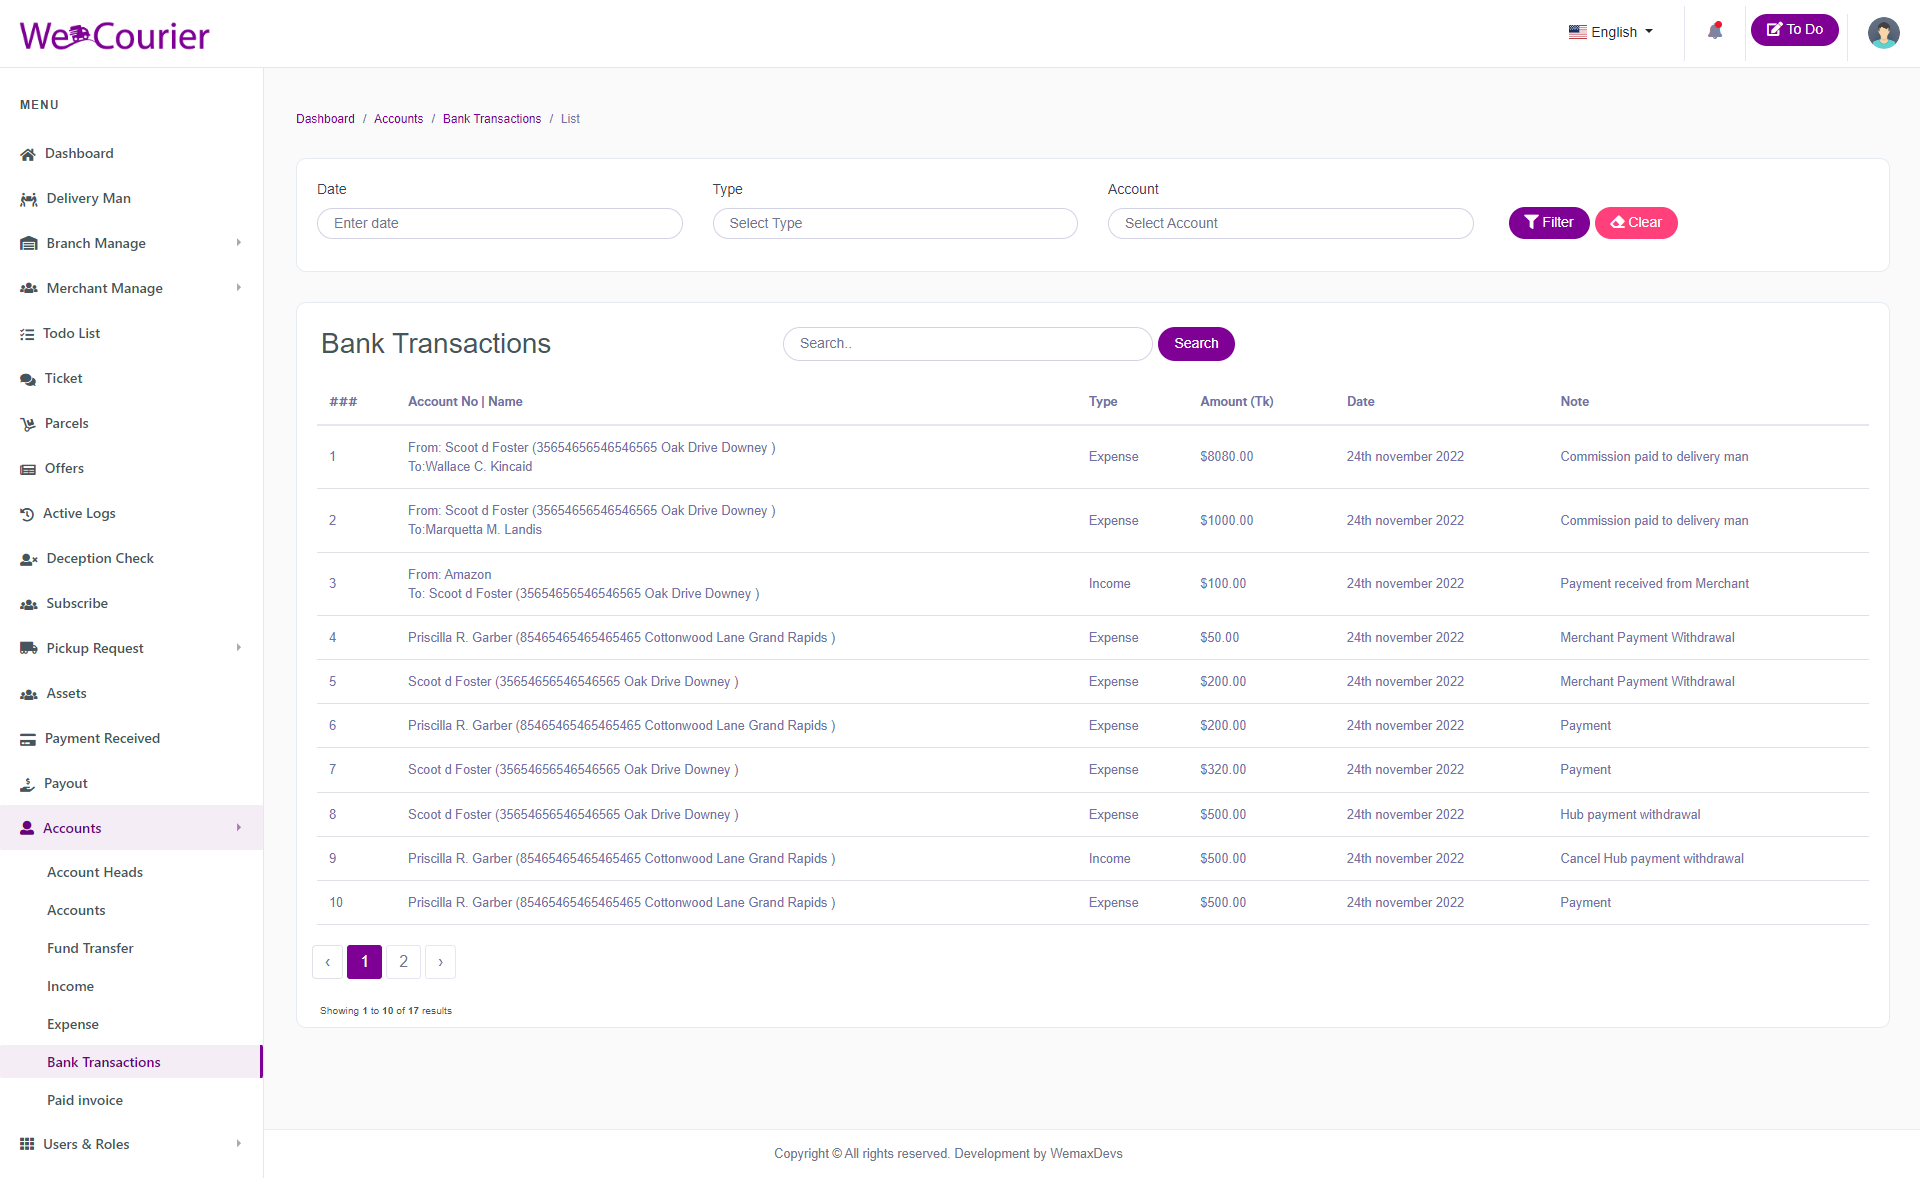 We Courier
English
To Do
MENU
Dashboard
Delivery Man
Branch Manage
Merchant Manage
Todo List
Ticket
Parcels
Offers
Active Logs
Deception Check
Subscribe
Pickup Request
Assets
Payment Received
Payout
Accounts
Account Heads
Accounts
Fund Transfer
Income
Expense
Bank Transactions
Paid invoice
Users & Roles
Dashboard / Accounts / Bank Transactions / List
Date Type Account
Enter date Select Type Select Account Filter Clear
Bank Transactions Search.. Search
### Account No | Name Type Amount (Tk) Date Note
1 From: Scoot d Foster (35654656546546565 Oak Drive Downey )
To:Wallace C. Kincaid Expense $8080.00 24th november 2022 Commission paid to delivery man
2 From: Scoot d Foster (35654656546546565 Oak Drive Downey )
To:Marquetta M. Landis Expense $1000.00 24th november 2022 Commission paid to delivery man
3 From: Amazon
To: Scoot d Foster (35654656546546565 Oak Drive Downey ) Income $100.00 24th november 2022 Payment received from Merchant
4 Priscilla R. Garber (85465465465465465 Cottonwood Lane Grand Rapids ) Expense $50.00 24th november 2022 Merchant Payment Withdrawal
5 Scoot d Foster (35654656546546565 Oak Drive Downey ) Expense $200.00 24th november 2022 Merchant Payment Withdrawal
6 Priscilla R. Garber (85465465465465465 Cottonwood Lane Grand Rapids ) Expense $200.00 24th november 2022 Payment
7 Scoot d Foster (35654656546546565 Oak Drive Downey ) Expense $320.00 24th november 2022 Payment
8 Scoot d Foster (35654656546546565 Oak Drive Downey ) Expense $500.00 24th november 2022 Hub payment withdrawal
9 Priscilla R. Garber (85465465465465465 Cottonwood Lane Grand Rapids ) Income $500.00 24th november 2022 Cancel Hub payment withdrawal
10 Priscilla R. Garber (85465465465465465 Cottonwood Lane Grand Rapids ) Expense $500.00 24th november 2022 Payment
‹ 1 2 ›
Showing 1 to 10 of 17 results
Copyright © All rights reserved. Development by WemaxDevs